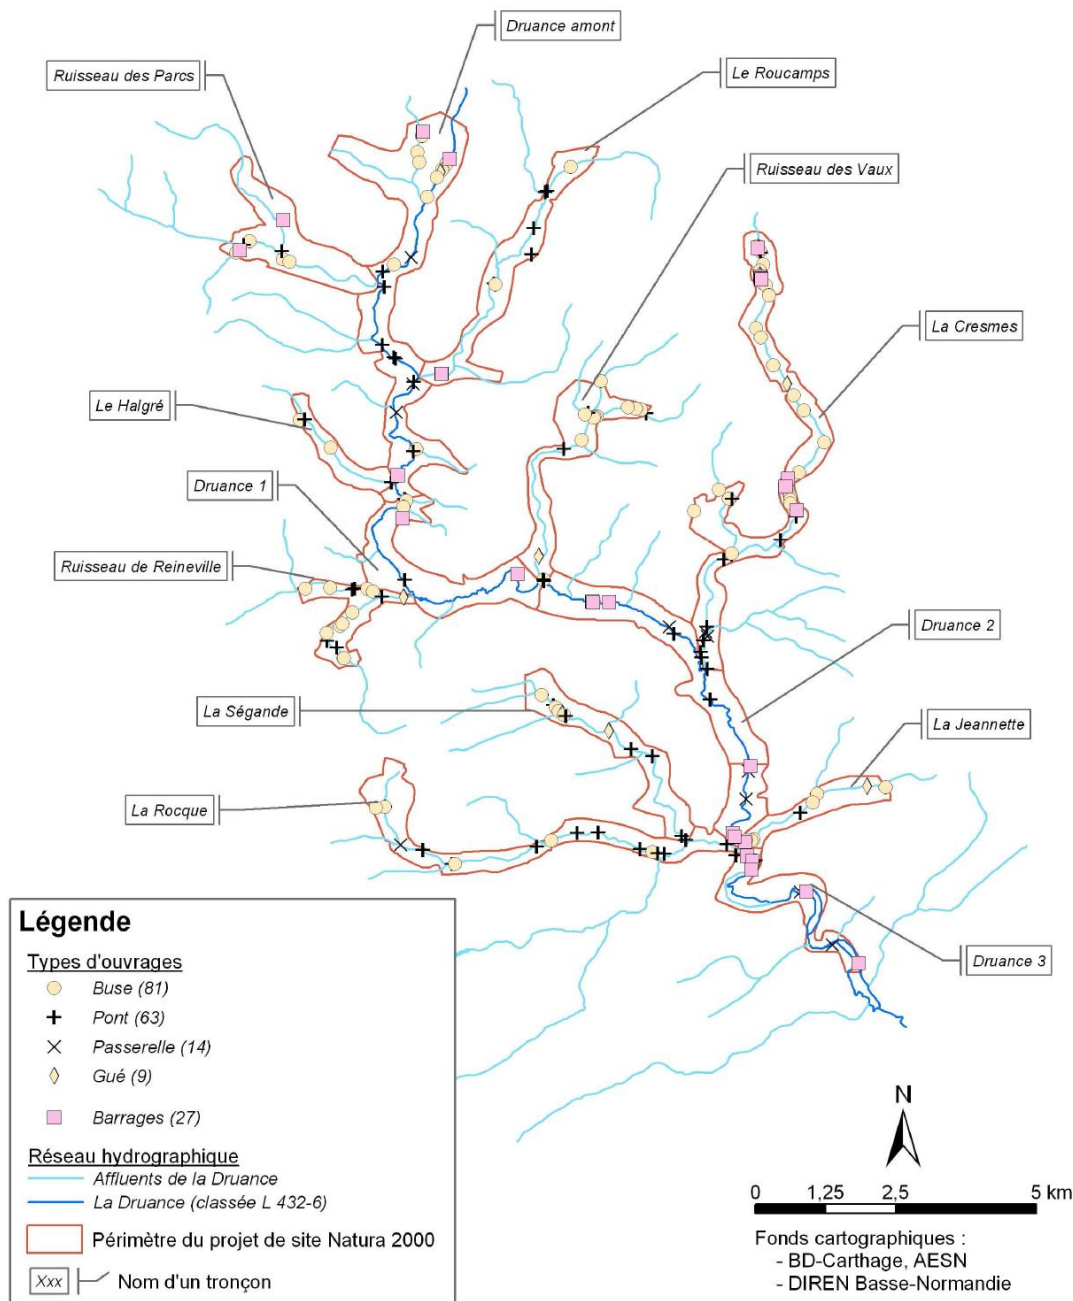 Druance amont
Ruisseau des Parcs
Le Roucamps
Ruisseau des Vaux
La Cresmes
Le Halgré
Druance 1
Ruisseau de Reineville
Druance 2
La Ségande
La Jeannette
La Rocque
Druance 3
Légende
Types d'ouvrages
Buse (81)
Pont (63)
Passerelle (14)
Gué (9)
Barrages (27)
Réseau hydrographique
Affluents de la Druance
La Druance (classée L 432-6)
Périmètre du projet de site Natura 2000
Xxx Nom d'un tronçon
N
0 1,25 2,5 5 km
Fonds cartographiques :
- BD-Carthage, AESN
- DIREN Basse-Normandie